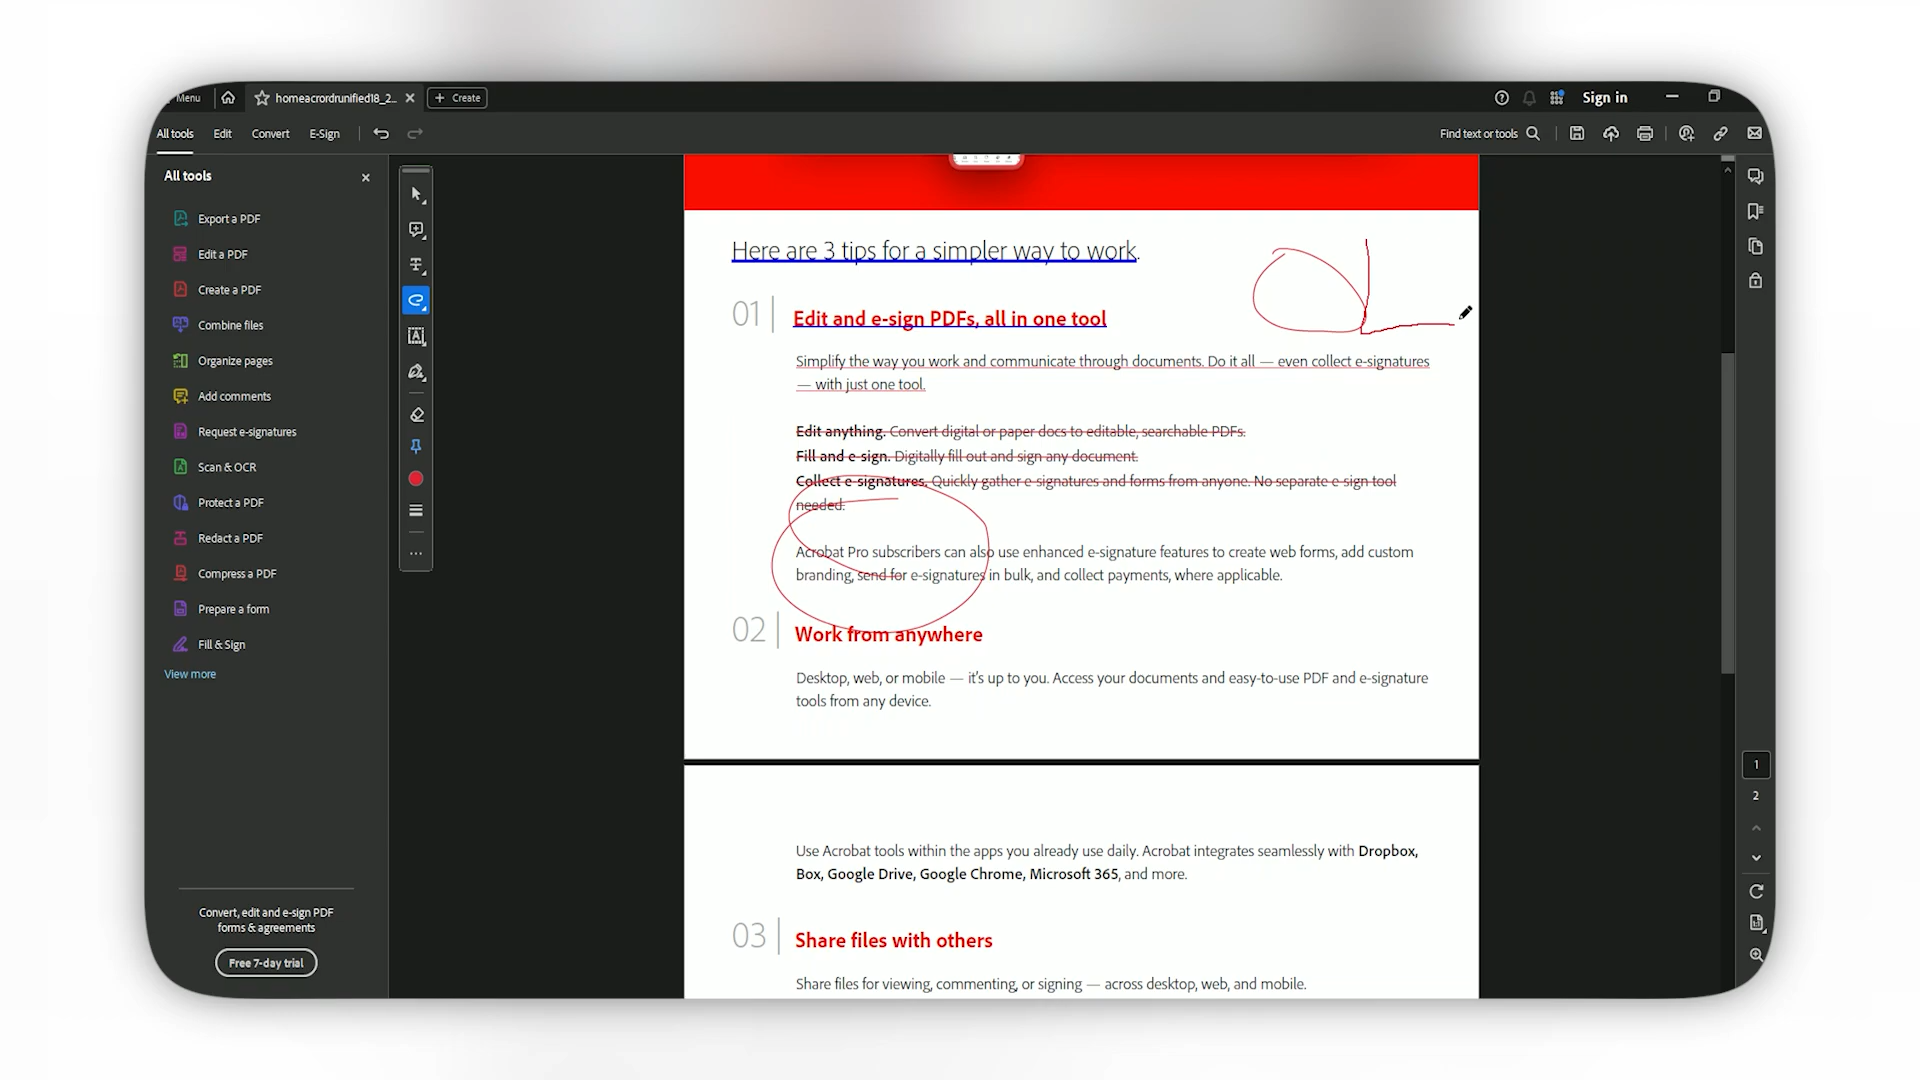 Menu
homeacrordrunified18_2...
Create
Sign in
All tools
Edit
Convert
E-Sign
Find text or tools
All tools
Export a PDF
Edit a PDF
Create a PDF
Combine files
Organize pages
Add comments
Request e-signatures
Scan & OCR
Protect a PDF
Redact a PDF
Compress a PDF
Prepare a form
Fill & Sign
View more
Convert, edit and e-sign PDF
forms & agreements
Free 7-day trial
Here are 3 tips for a simpler way to work.
01
Edit and e-sign PDFs, all in one tool
Simplify the way you work and communicate through documents. Do it all — even collect e-signatures
— with just one tool.
Edit anything. Convert digital or paper docs to editable, searchable PDFs.
Fill and e-sign. Digitally fill out and sign any document.
Collect e-signatures. Quickly gather e-signatures and forms from anyone. No separate e-sign tool
needed.
Acrobat Pro subscribers can also use enhanced e-signature features to create web forms, add custom
branding, send for e-signatures in bulk, and collect payments, where applicable.
02
Work from anywhere
Desktop, web, or mobile — it's up to you. Access your documents and easy-to-use PDF and e-signature
tools from any device.
Use Acrobat tools within the apps you already use daily. Acrobat integrates seamlessly with Dropbox,
Box, Google Drive, Google Chrome, Microsoft 365, and more.
03
Share files with others
Share files for viewing, commenting, or signing — across desktop, web, and mobile.
1
2